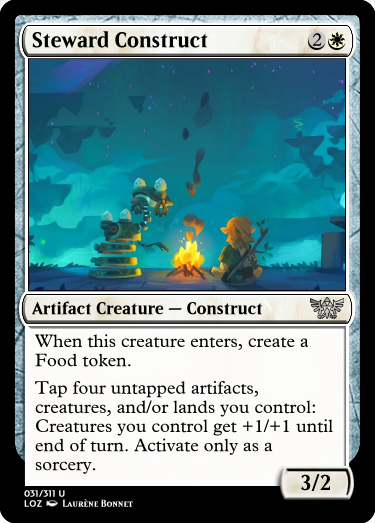 Steward Construct 2
Artifact Creature — Construct
When this creature enters, create a
Food token.
Tap four untapped artifacts,
creatures, and/or lands you control:
Creatures you control get +1/+1 until
end of turn. Activate only as a
sorcery.
3/2
031/311 U
LOZ Laurène Bonnet